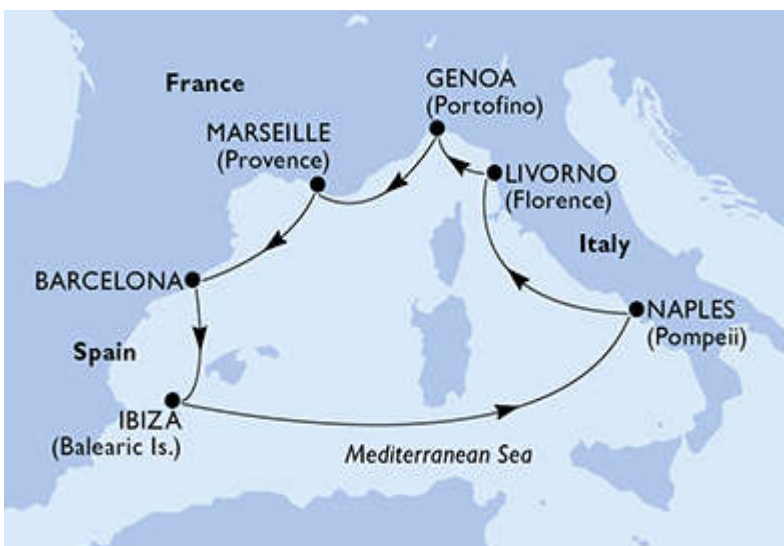 France
GENOA
(Portofino)
MARSEILLE
(Provence)
LIVORNO
(Florence)
Italy
BARCELONA
NAPLES
(Pompeii)
Spain
IBIZA
(Balearic Is.)
Mediterranean Sea